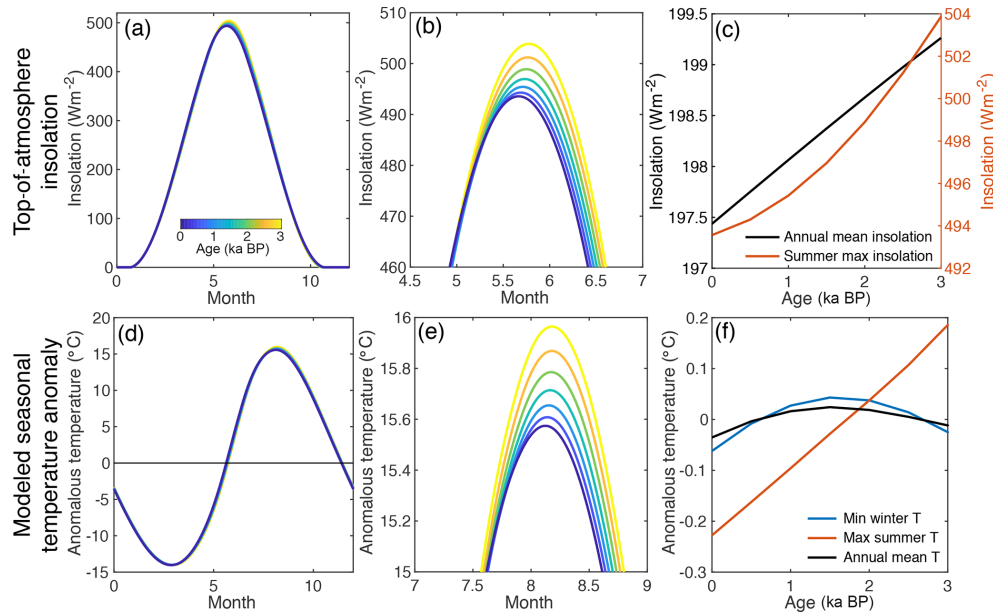 Top-of-atmosphere
insolation
(a)
Insolation (Wm-2)
500
400
300
200
100
0
0 1 2 3
Age (ka BP)
0 5 10
Month
(b)
Insolation (Wm-2)
510
500
490
480
470
460
4.5 5 5.5 6 6.5 7
Month
(c)
Insolation (Wm-2)
199.5
199
198.5
198
197.5
197
504
502
500
498
496
494
492
Insolation (Wm-2)
Annual mean insolation
Summer max insolation
0 1 2 3
Age (ka BP)
Modeled seasonal
temperature anomaly
(d)
Anomalous temperature (° C)
20
15
10
5
0
-5
-10
-15
0 5 10
Month
(e)
Anomalous temperature (° C)
16
15.8
15.6
15.4
15.2
15
7 7.5 8 8.5 9
Month
(f)
Anomalous temperature (° C)
0.2
0.1
0
-0.1
-0.2
-0.3
Min winter T
Max summer T
Annual mean T
0 1 2 3
Age (ka BP)